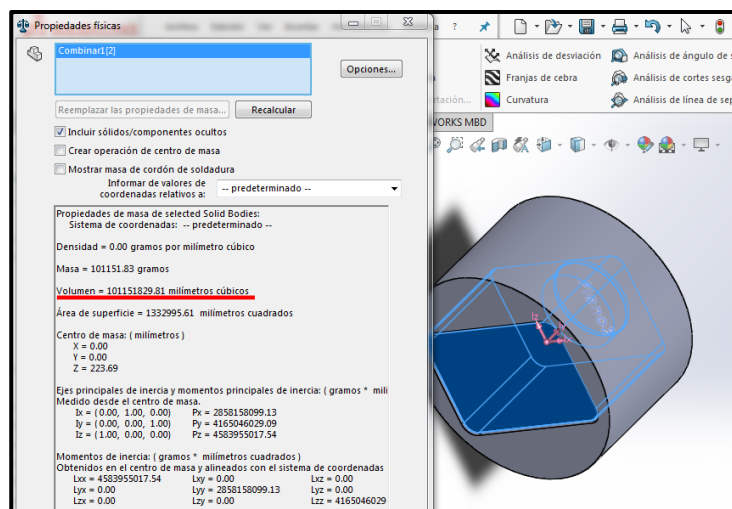 Propiedades físicas
a ?
Combinar1[2]
Opciones...
Reemplazar las propiedades de masa...
Recalcular
Incluir sólidos/componentes ocultos
Crear operación de centro de masa
Mostrar masa de cordón de soldadura
Informar de valores de
coordenadas relativos a:
-- predeterminado --
Propiedades de masa de selected Solid Bodies:
Sistema de coordenadas: -- predeterminado --
Densidad = 0.00 gramos por milímetro cúbico
Masa = 101151.83 gramos
Volumen = 101151829.81 milímetros cúbicos
Área de superficie = 1332995.61 milímetros cuadrados
Centro de masa: ( milímetros )
X = 0.00
Y = 0.00
Z = 223.69
Ejes principales de inercia y momentos principales de inercia: ( gramos * mili
Medido desde el centro de masa.
Ix = ( 0.00, 1.00, 0.00) Px = 2858158099.13
Iy = ( 0.00, 0.00, 1.00) Py = 4165046029.09
Iz = ( 1.00, 0.00, 0.00) Pz = 4583955017.54
Momentos de inercia: ( gramos * milímetros cuadrados )
Obtenidos en el centro de masa y alineados con el sistema de coordenadas
Lxx = 4583955017.54 Lxy = 0.00 Lxz = 0.00
Lyx = 0.00 Lyy = 2858158099.13 Lyz = 0.00
Lzx = 0.00 Lzy = 0.00 Lzz = 4165046029
Análisis de desviación
Análisis de ángulo de s
Franjas de cebra
Análisis de cortes sesga
rtación...
Curvatura
Análisis de línea de sep
WORKS MBD